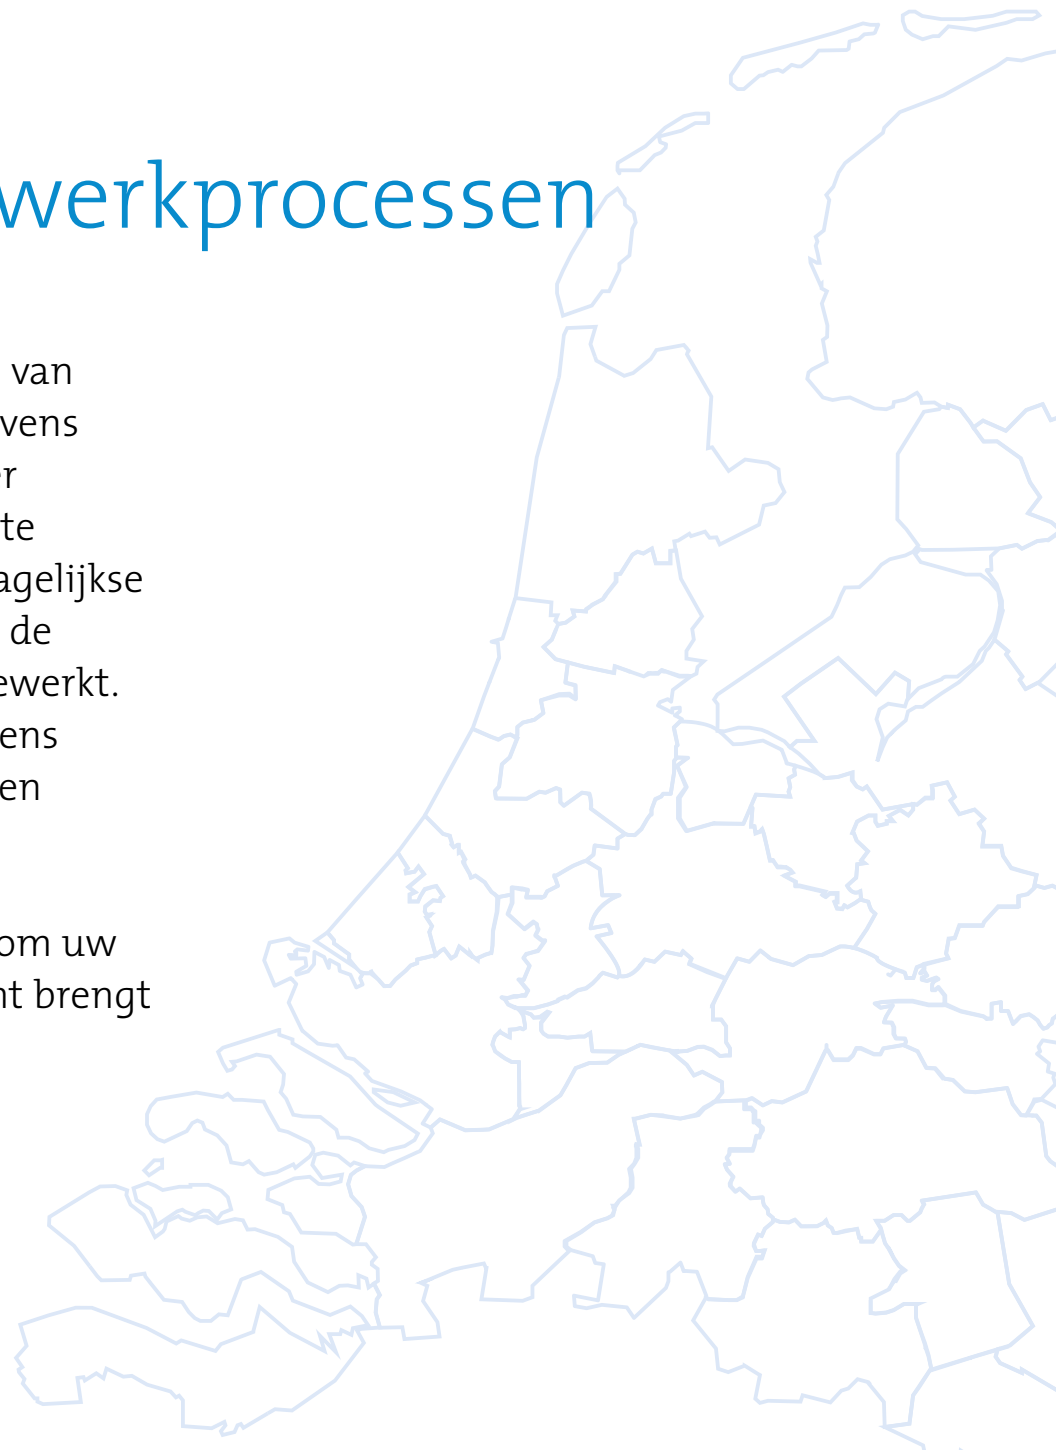 werkprocessen
van
vens
r
te
agelijkse
de
ewerkt.
ens
en
om uw
nt brengt